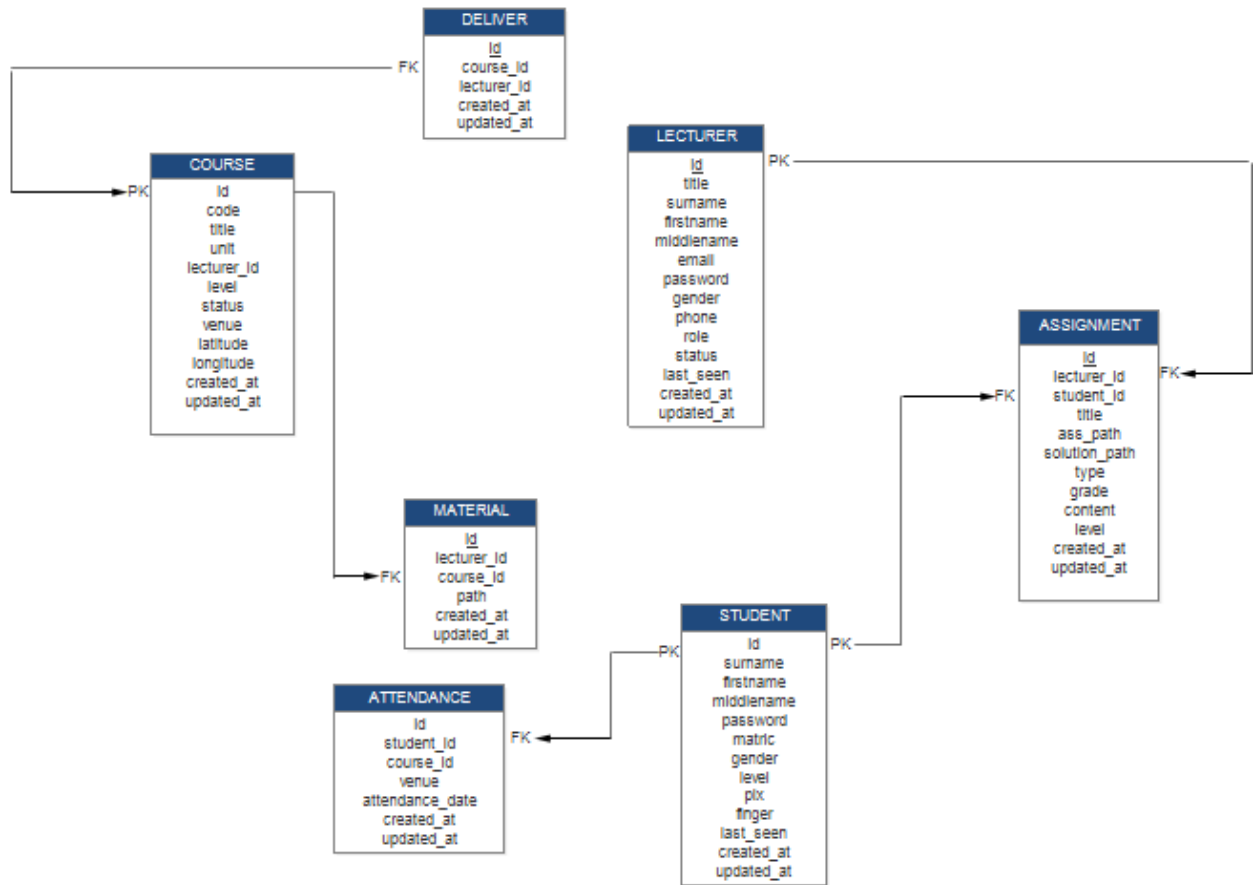 DELIVER
id
course_id
lecturer_id
created_at
updated_at
FK
LECTURER
id
title
surname
firstname
middlename
email
password
gender
phone
role
status
last_seen
created_at
updated_at
PK
COURSE
id
code
title
unit
lecturer_id
level
status
venue
latitude
longitude
created_at
updated_at
PK
ASSIGNMENT
id
lecturer_id
student_id
title
ass_path
solution_path
type
grade
content
level
created_at
updated_at
FK
FK
MATERIAL
id
lecturer_id
course_id
path
created_at
updated_at
FK
STUDENT
id
surname
firstname
middlename
password
matric
gender
level
pix
finger
last_seen
created_at
updated_at
PK
PK
ATTENDANCE
id
student_id
course_id
venue
attendance_date
created_at
updated_at
FK